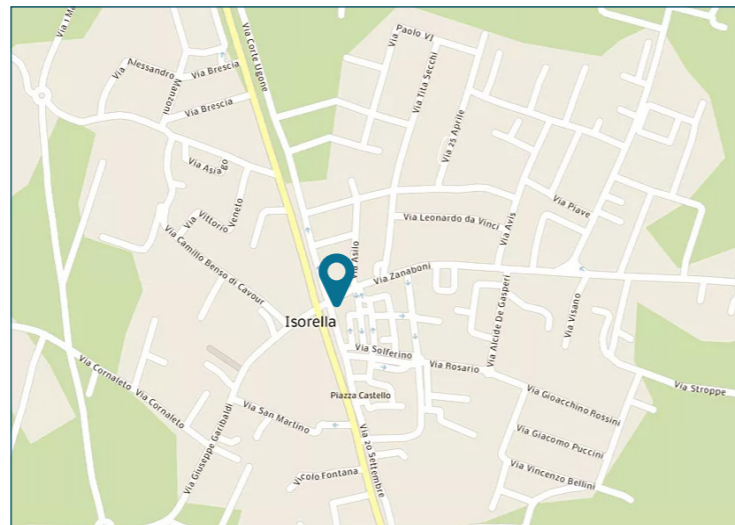 Paolo VI
Via
Via 1 Ma
Via Corte Ugone
Via Tita Secchi
Alessandro
Via
Manzoni
Via Brescia
Via Brescia
Via 25 Aprile
Via Asiago
Via Piave
Via Leonardo da Vinci
Via Avis
Via
Vittorio
Veneto
Via Camillo Benso di Cavour
Via Asilo
Via Zanaboni
Via Alcide De Gasperi
Via Visano
Isorella
Via Solferino
Via Rosario
Via Stroppe
Via Cornaleto
Via Cornaleto
Piazza Castello
Via Gioacchino Rossini
Via San Martino
Via Giuseppe Garibaldi
Via 20 Settembre
Via Giacomo Puccini
Via Vincenzo Bellini
Vicolo Fontana